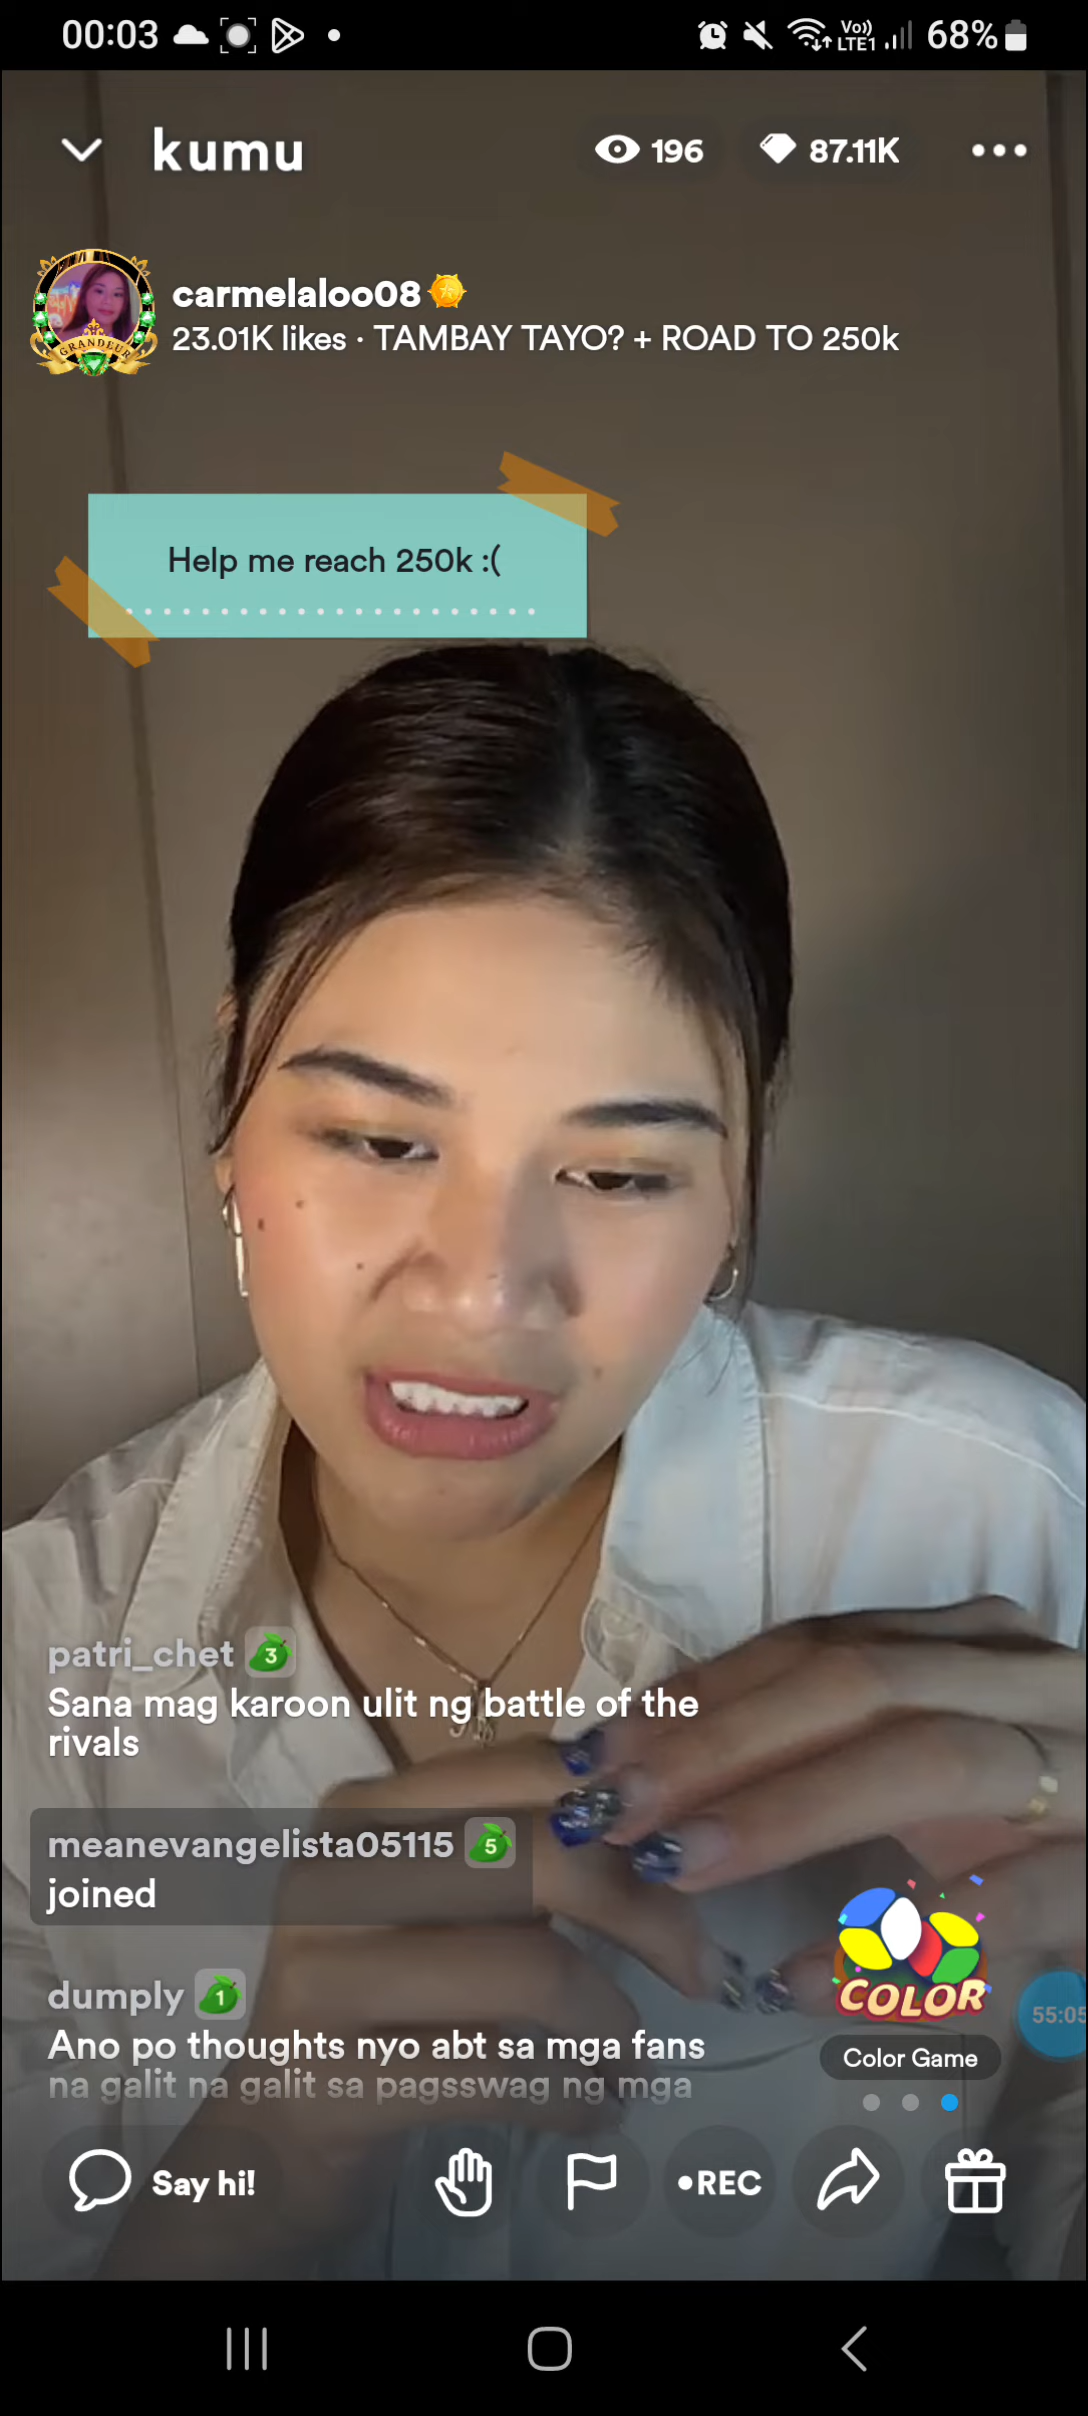 00:03
Vo))
LTE1
68%
kumu
196
87.11K
carmelaloo08
23.01K likes · TAMBAY TAYO? + ROAD TO 250k
GRANDEUR
Help me reach 250k :(
patri_chet 3
Sana mag karoon ulit ng battle of the
rivals
meanevangelista05115 5
joined
dumply 1
Ano po thoughts nyo abt sa mga fans
na galit na galit sa pagsswag ng mga
COLOR
Color Game
55:05
Say hi!
•REC